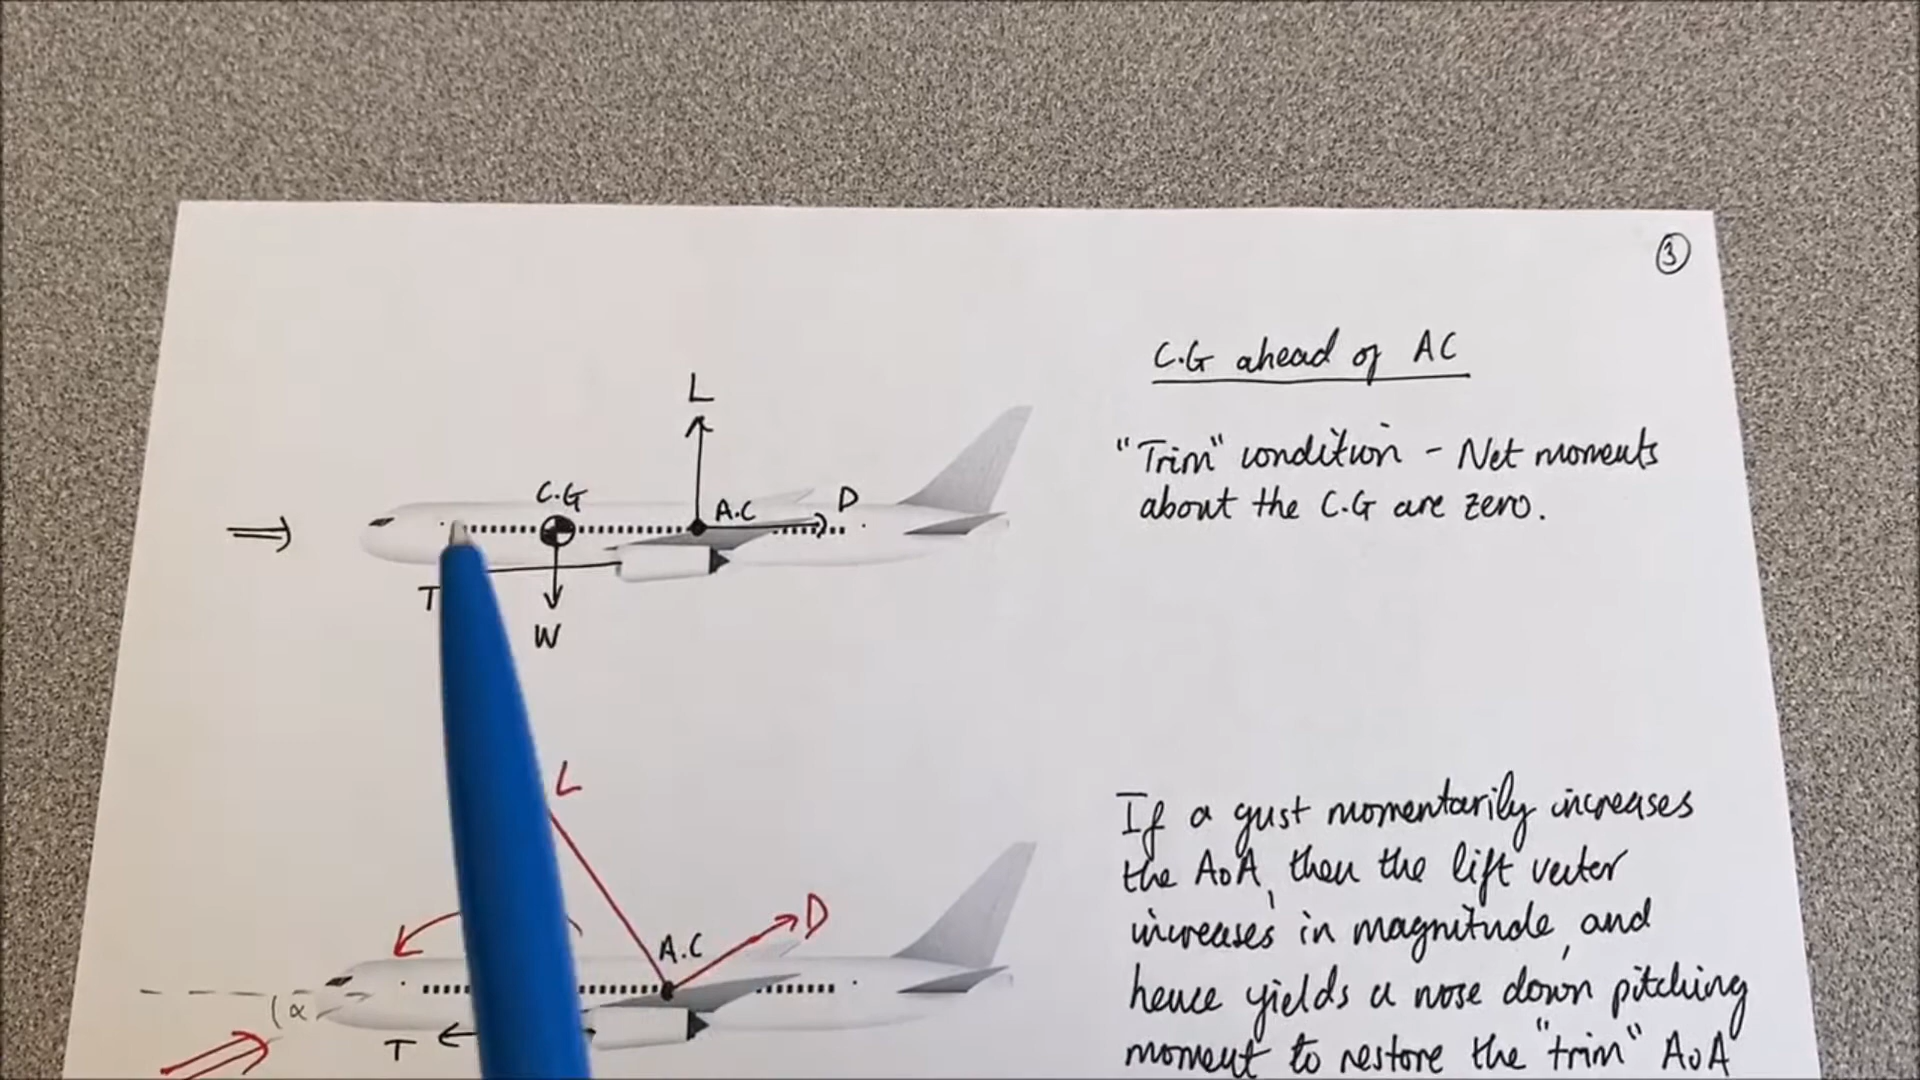 3
C.G ahead of AC
L
"Trim" condition - Net moments
about the C.G are zero.
C.G
A.C
D
T
W
L
If a gust momentarily increases
the AoA, then the lift vector
increases in magnitude, and
hence yields a nose down pitching
moment to restore the "trim" AoA
D
A.C
α
T